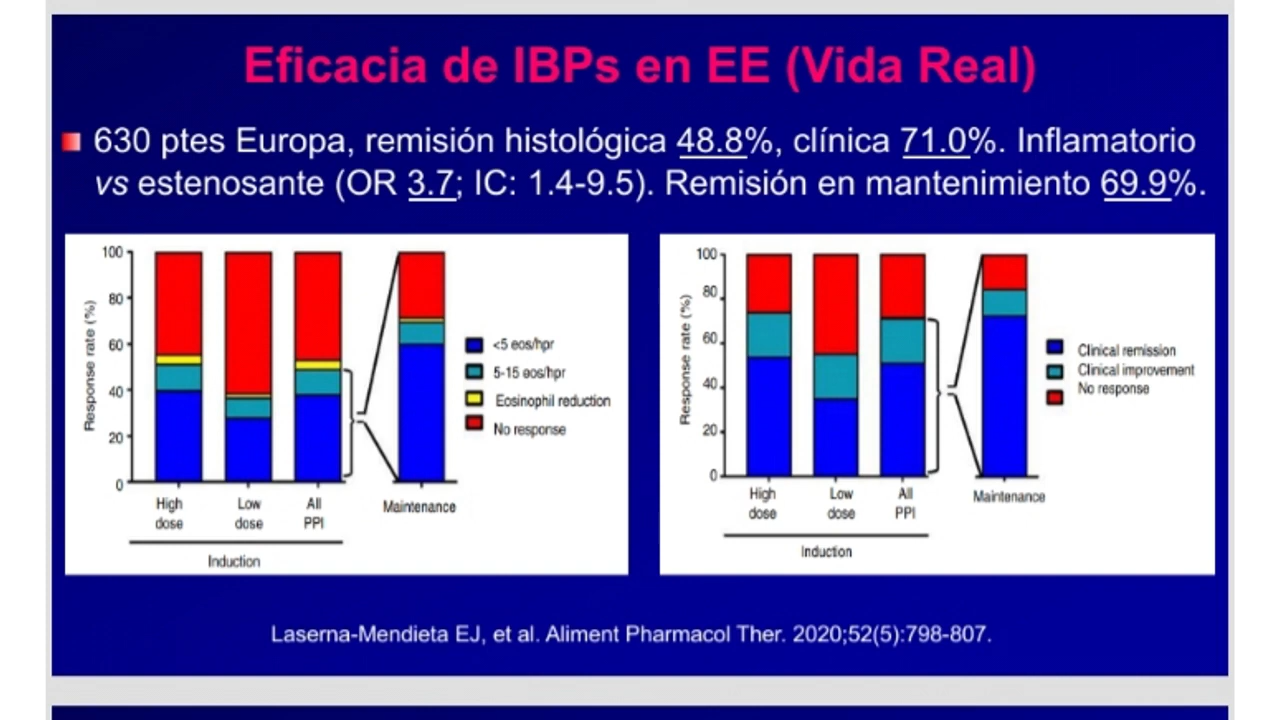 Eficacia de IBPs en EE (Vida Real)
630 ptes Europa, remisión histológica 48.8%, clínica 71.0%. Inflamatorio
vs estenosante (OR 3.7; IC: 1.4-9.5). Remisión en mantenimiento 69.9%.
Response rate (%)
100
80
60
40
20
0
High dose
Low dose
All PPI
Maintenance
Induction
<5 eos/hpr
5-15 eos/hpr
Eosinophil reduction
No response
Response rate (%)
100
80
60
40
20
0
High dose
Low dose
All PPI
Maintenance
Induction
Clinical remission
Clinical improvement
No response
Laserna-Mendieta EJ, et al. Aliment Pharmacol Ther. 2020;52(5):798-807.